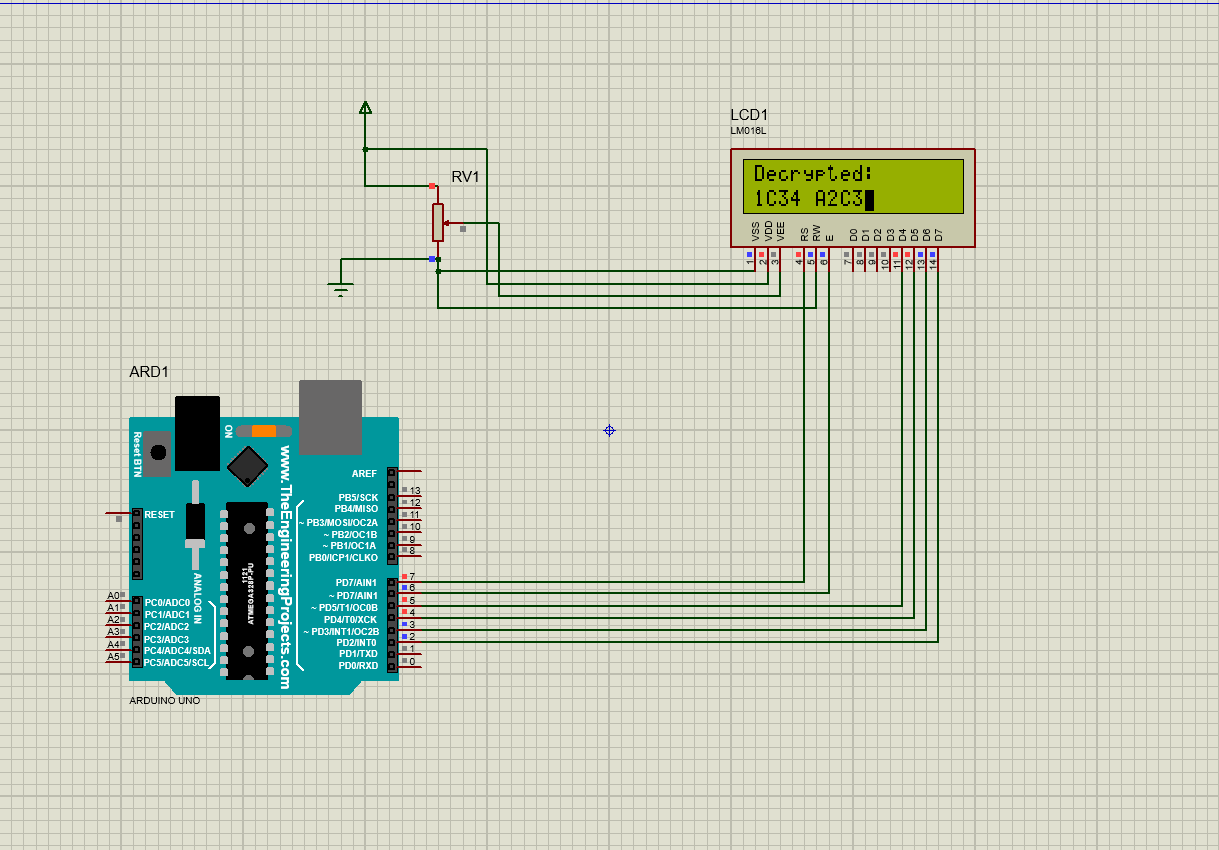 LCD1
LM016L
Decrypted:
1C34 A2C3
RV1
VSS VDD VEE RS RW E D0 D1 D2 D3 D4 D5 D6 D7
1 2 3 4 5 6 7 8 9 10 11 12 13 14
ARD1
Reset BTN
ON
www.TheEngineeringProjects.com
AREF
PB5/SCK 13
PB4/MISO 12
~ PB3/MOSI/OC2A 11
~ PB2/OC1B 10
~ PB1/OC1A 9
PB0/ICP1/CLKO 8
RESET
1121
ATMEGA328P-PU
ANALOG IN
PD7/AIN1 7
~ PD7/AIN1 6
~ PD5/T1/OC0B 5
PD4/T0/XCK 4
~ PD3/INT1/OC2B 3
PD2/INT0 2
PD1/TXD 1
PD0/RXD 0
A0 PC0/ADC0
A1 PC1/ADC1
A2 PC2/ADC2
A3 PC3/ADC3
A4 PC4/ADC4/SDA
A5 PC5/ADC5/SCL
ARDUINO UNO